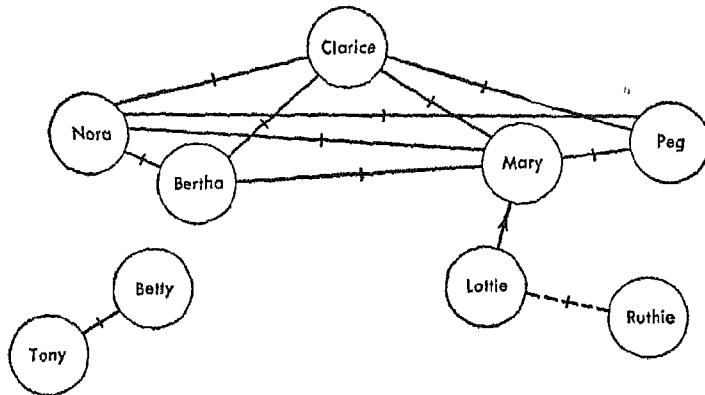 Clarice
Nora
Peg
Mary
Bertha
Betty
Lottie
Ruthie
Tony